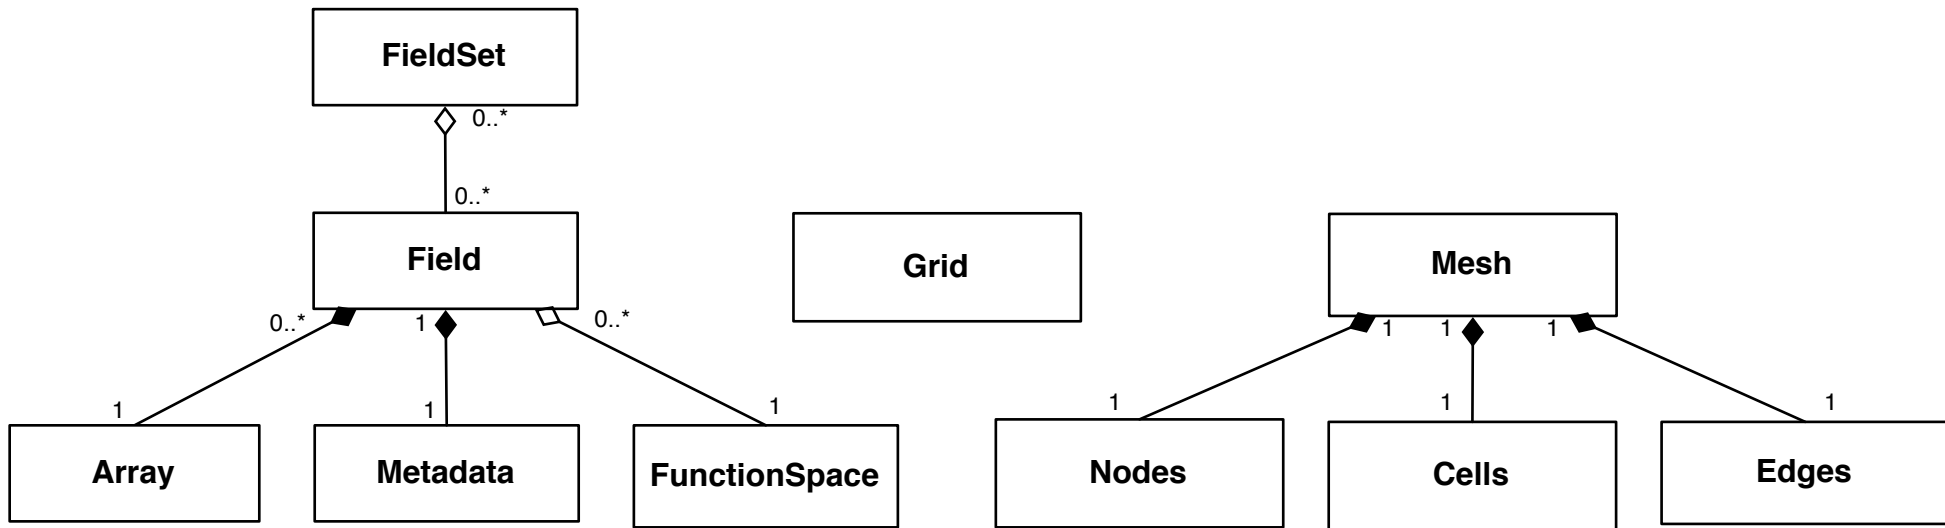 FieldSet
0..*
0..*
Field
Grid
Mesh
0..*
1
0..*
1
1
1
1
1
1
1
1
1
Array
Metadata
FunctionSpace
Nodes
Cells
Edges